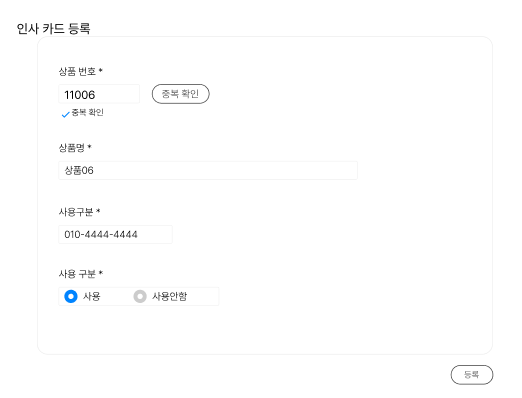 인사 카드 등록
상품 번호 *
11006
중복 확인
중복 확인
상품명 *
상품06
사용구분 *
010-4444-4444
사용 구분 *
사용
사용안함
등록